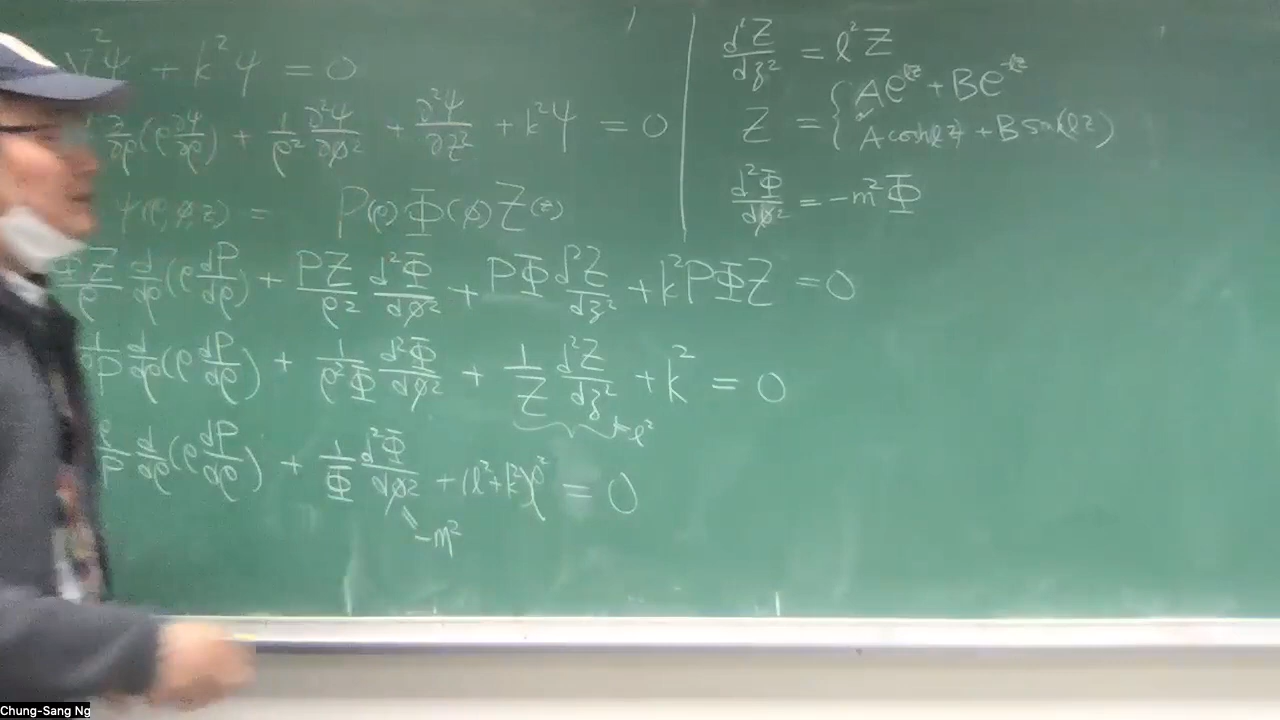 ∇²ψ + k²ψ = 0
∂/∂ρ(ρ ∂ψ/∂ρ) + 1/ρ² ∂²ψ/∂φ² + ∂²ψ/∂z² + k²ψ = 0
ψ(ρ,φ,z) = P(ρ)Φ(φ)Z(z)
ΦZ/ρ d/dρ(ρ dP/dρ) + PZ/ρ² d²Φ/dφ² + PΦ d²Z/dz² + k²PΦZ = 0
1/ρP d/dρ(ρ dP/dρ) + 1/ρ²Φ d²Φ/dφ² + 1/Z d²Z/dz² + k² = 0
ℓ²
ρ/P d/dρ(ρ dP/dρ) + 1/Φ d²Φ/dφ² + (ℓ²+k²)ρ² = 0
= -m²
d²Z/dz² = ℓ²Z
Z = { Ae^{ℓz} + Be^{-ℓz}
A cosh(ℓz) + B sinh(ℓz)
d²Φ/dφ² = -m²Φ
Chung-Sang Ng